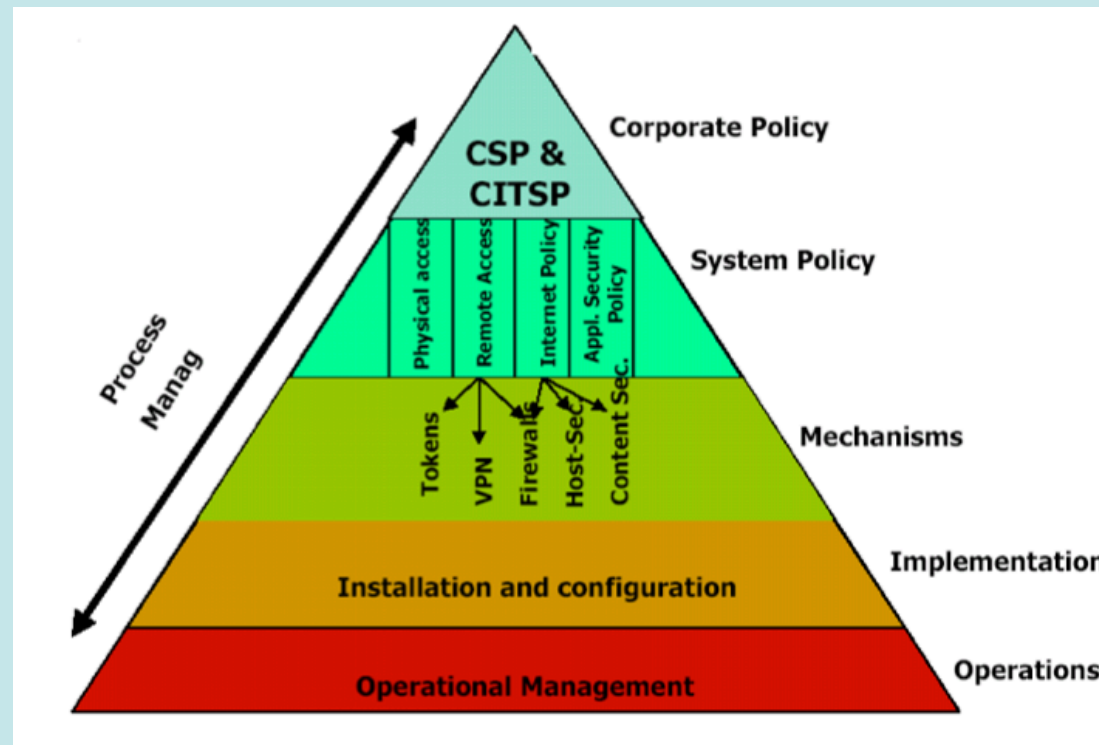 CSP &
CITSP
Corporate Policy
Physical access
Remote Access
Internet Policy
Appl. Security
Policy
System Policy
Process
Manag
Tokens
VPN
Firewalls
Host-Sec.
Content Sec.
Mechanisms
Installation and configuration
Implementation
Operational Management
Operations